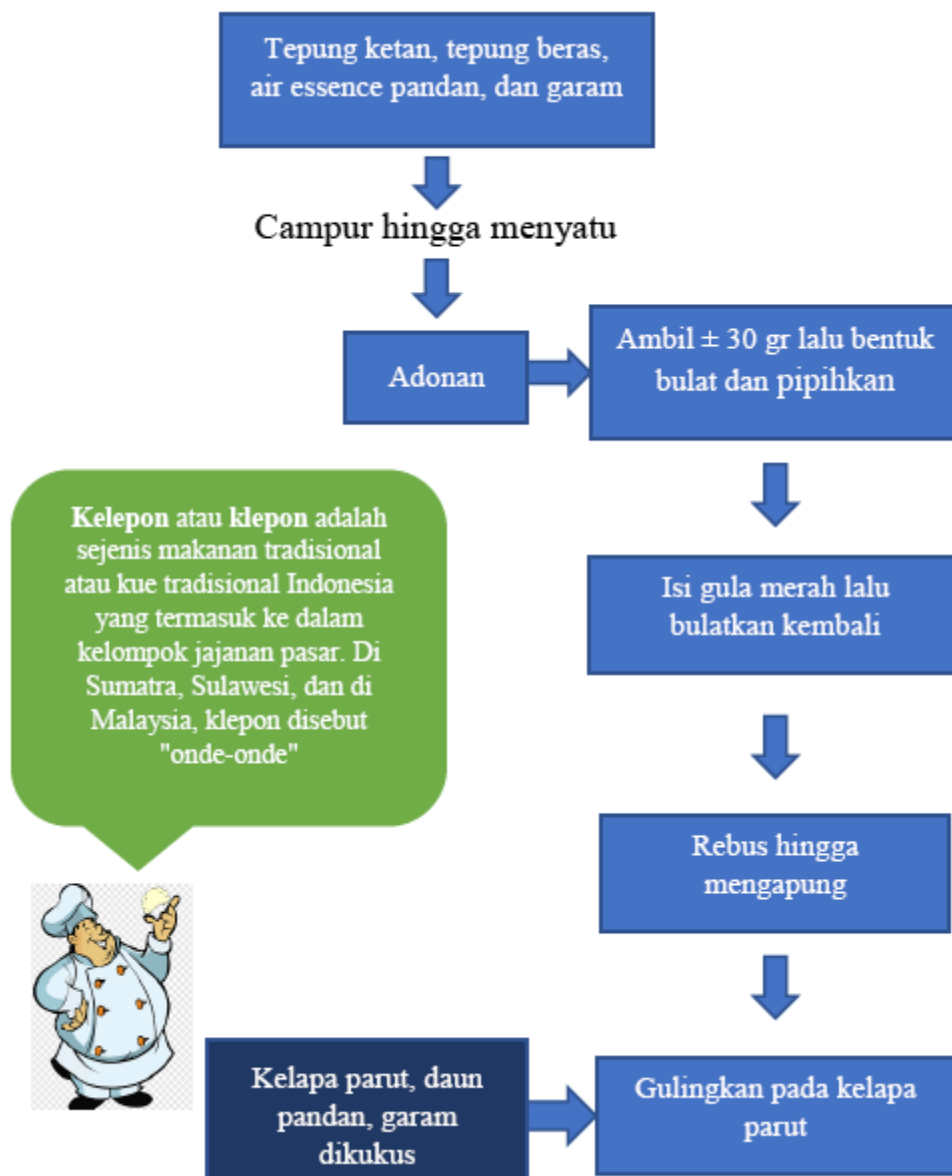 Tepung ketan, tepung beras,
air essence pandan, dan garam
Campur hingga menyatu
Adonan
Ambil ± 30 gr lalu bentuk
bulat dan pipihkan
Kelepon atau klepon adalah
sejenis makanan tradisional
atau kue tradisional Indonesia
yang termasuk ke dalam
kelompok jajanan pasar. Di
Sumatra, Sulawesi, dan di
Malaysia, klepon disebut
"onde-onde"
Isi gula merah lalu
bulatkan kembali
Rebus hingga
mengapung
Kelapa parut, daun
pandan, garam
dikukus
Gulingkan pada kelapa
parut